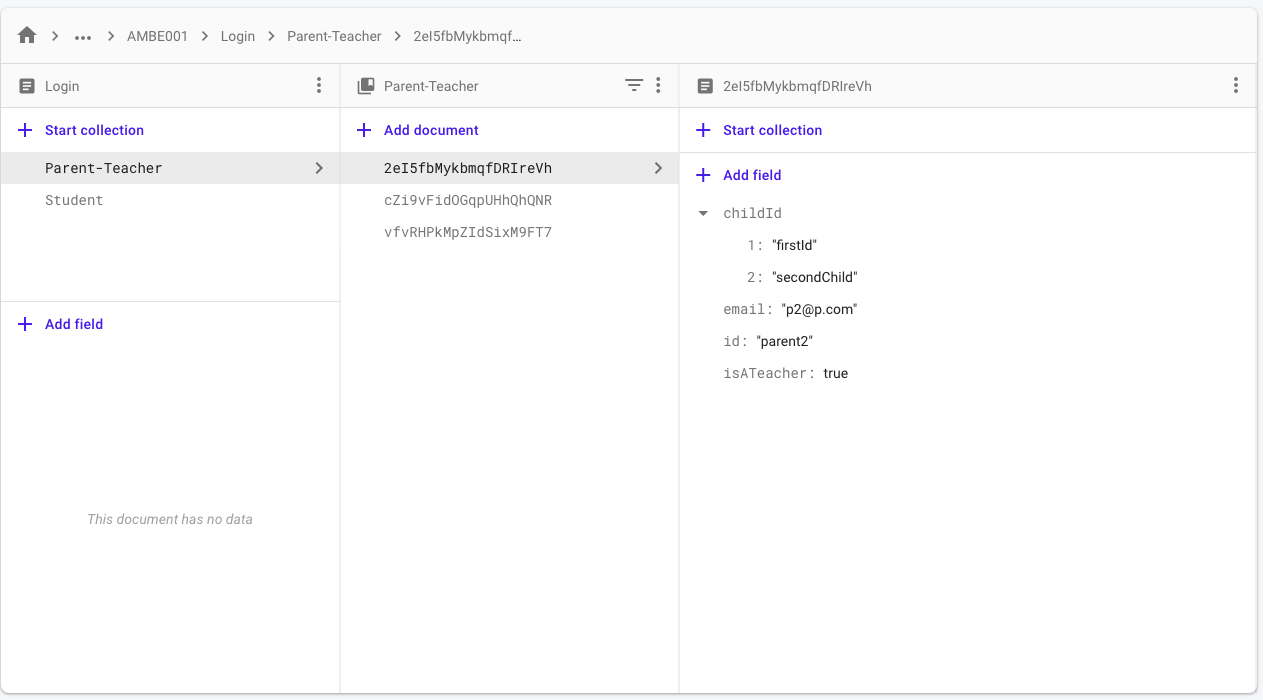 ... AMBE001 Login Parent-Teacher 2eI5fbMykbmqf...
Login
Start collection
Parent-Teacher
Student
Add field
This document has no data
Parent-Teacher
Add document
2eI5fbMykbmqfDRIreVh
cZi9vFidOGqpUHhQhQNR
vfvRHPkMpZIdSixM9FT7
2eI5fbMykbmqfDRIreVh
Start collection
Add field
childId
1: "firstId"
2: "secondChild"
email: "p2@p.com"
id: "parent2"
isATeacher: true